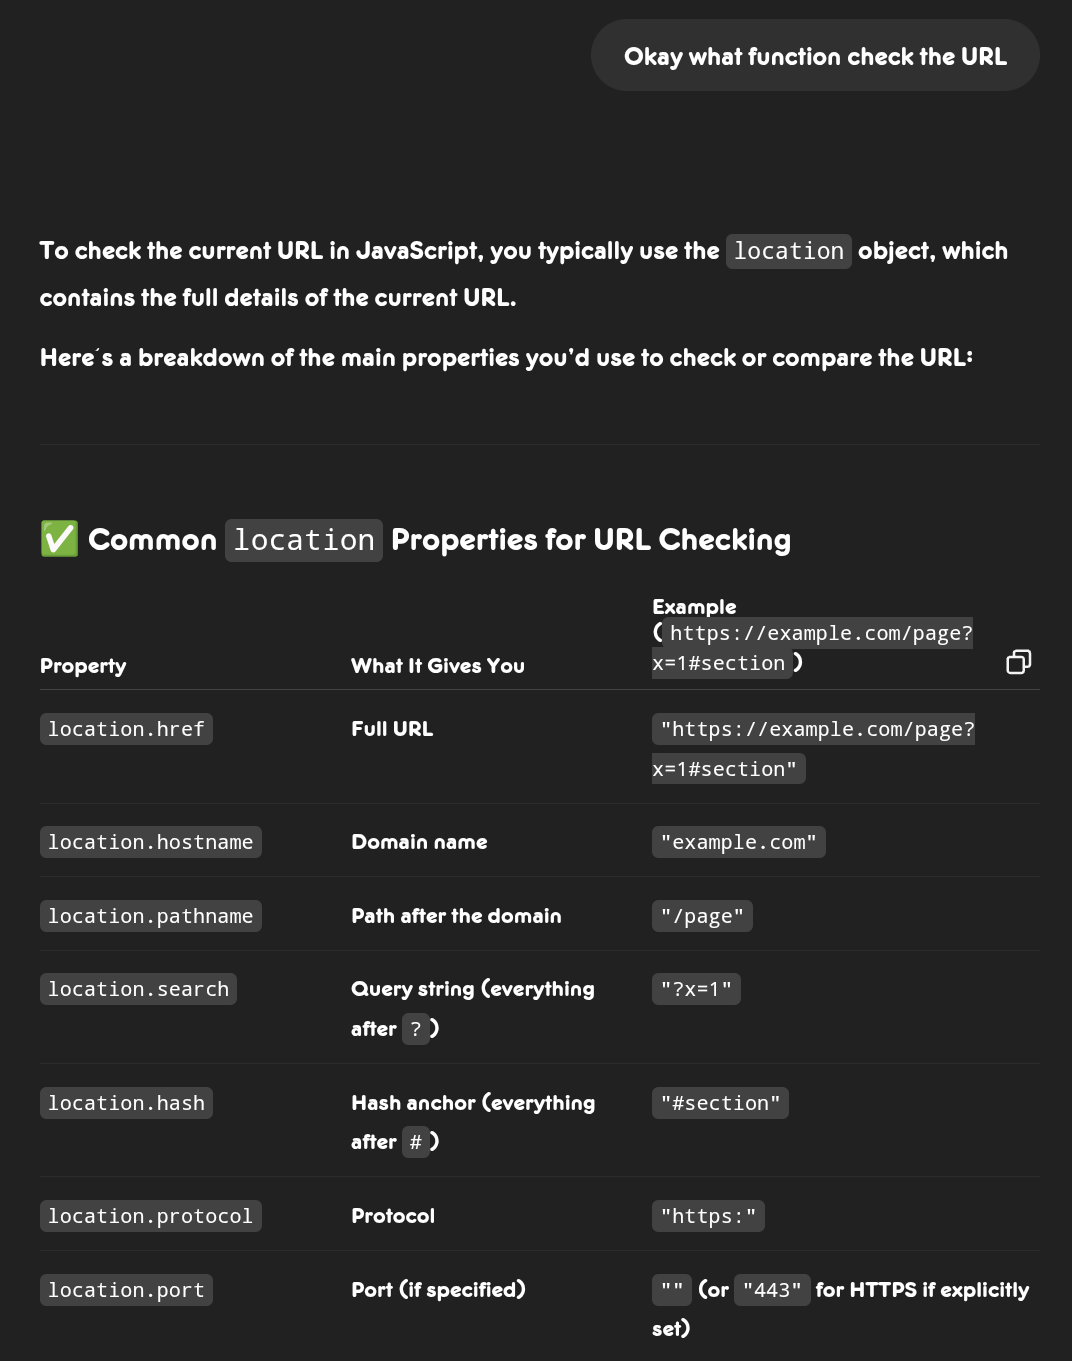 Okay what function check the URL
To check the current URL in JavaScript, you typically use the location object, which
contains the full details of the current URL.
Here´s a breakdown of the main properties you’d use to check or compare the URL:
✅ Common location Properties for URL Checking
Property
What It Gives You
Example
(https://example.com/page?
x=1#section)
location.href
Full URL
"https://example.com/page?
x=1#section"
location.hostname
Domain name
"example.com"
location.pathname
Path after the domain
"/page"
location.search
Query string (everything
after ?)
"?x=1"
location.hash
Hash anchor (everything
after #)
"#section"
location.protocol
Protocol
"https:"
location.port
Port (if specified)
"" (or "443" for HTTPS if explicitly
set)